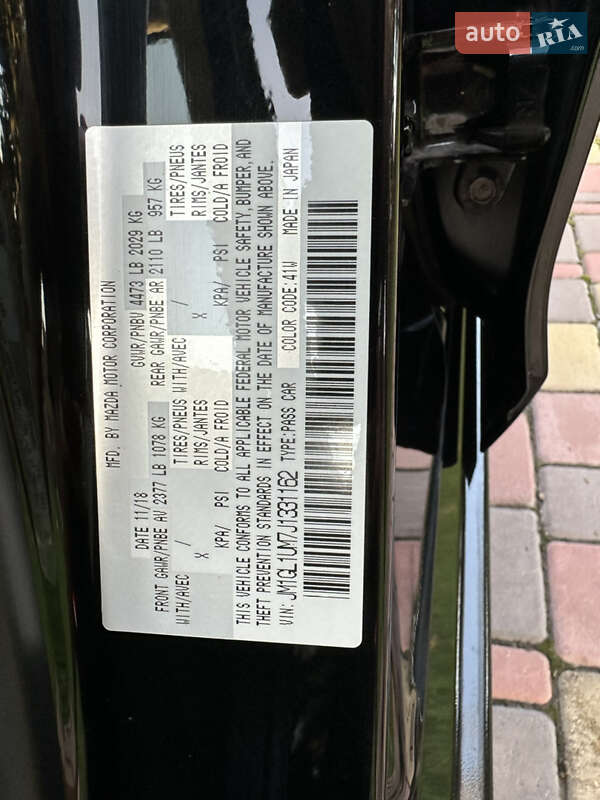 auto RIA.com
MFD. BY MAZDA MOTOR CORPORATION
DATE 11/18 GVWR/PNBV 4473 LB 2029 KG
FRONT GAWR/PNBE AV 2377 LB 1078 KG REAR GAWR/PNBE AR 2110 LB 957 KG
WITH/AVEC TIRES/PNEUS WITH/AVEC TIRES/PNEUS
X RIMS/JANTES X / RIMS/JANTES
KPA/ PSI COLD/A FROID KPA/ PSI COLD/A FROID
THIS VEHICLE CONFORMS TO ALL APPLICABLE FEDERAL MOTOR VEHICLE SAFETY, BUMPER, AND
THEFT PREVENTION STANDARDS IN EFFECT ON THE DATE OF MANUFACTURE SHOWN ABOVE.
VIN: JM1GL1UM7J1331162 TYPE:PASS CAR COLOR CODE:41W MADE IN JAPAN